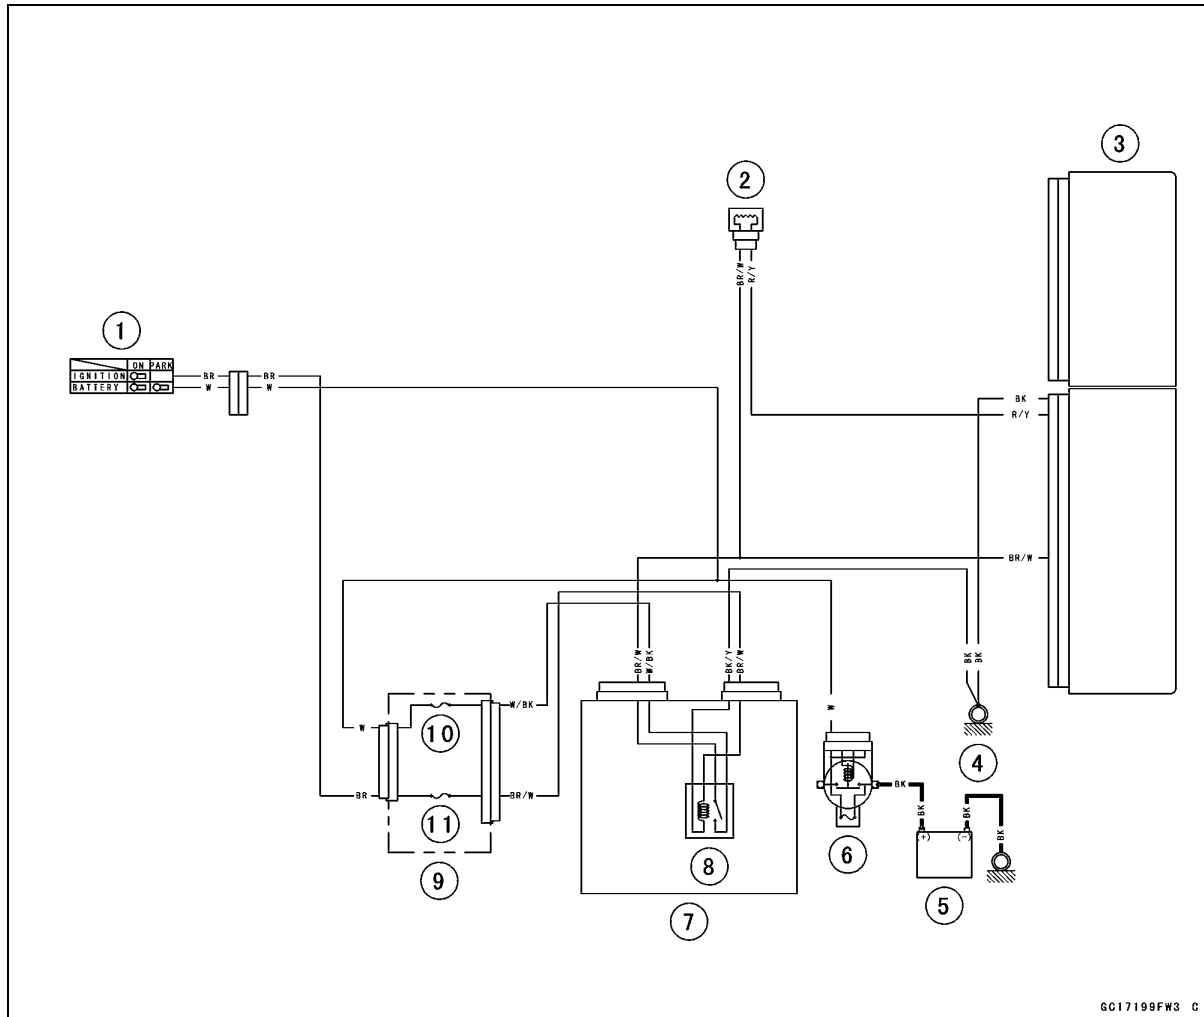 3
2
BR/W
R/Y
1
ON PARK
IGNITION
BATTERY
BR
W
BR
W
BK
R/Y
BR/W
BR/W
W/BK
BK/Y
BR/W
BK
BK
W
W/BK
W
10
4
BR
BR/W
11
BK
BK
BK
BK
(+)
(-)
9
8
6
5
7
GC17199FW3 C